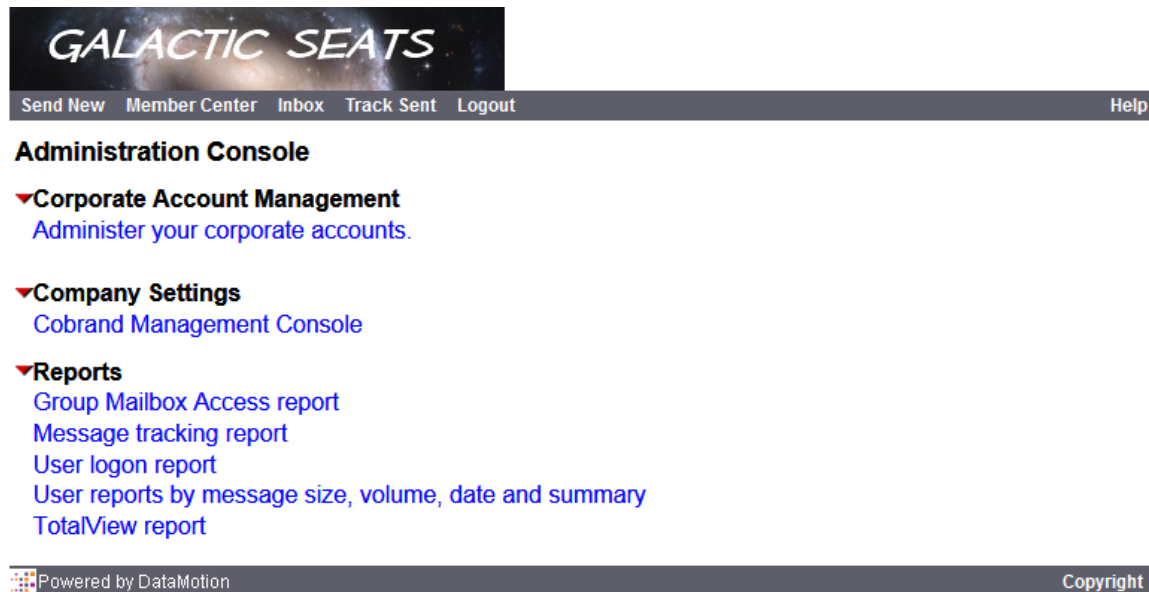 GALACTIC SEATS
Send New Member Center Inbox Track Sent Logout Help
Administration Console
Corporate Account Management
Administer your corporate accounts.
Company Settings
Cobrand Management Console
Reports
Group Mailbox Access report
Message tracking report
User logon report
User reports by message size, volume, date and summary
TotalView report
Powered by DataMotion Copyright